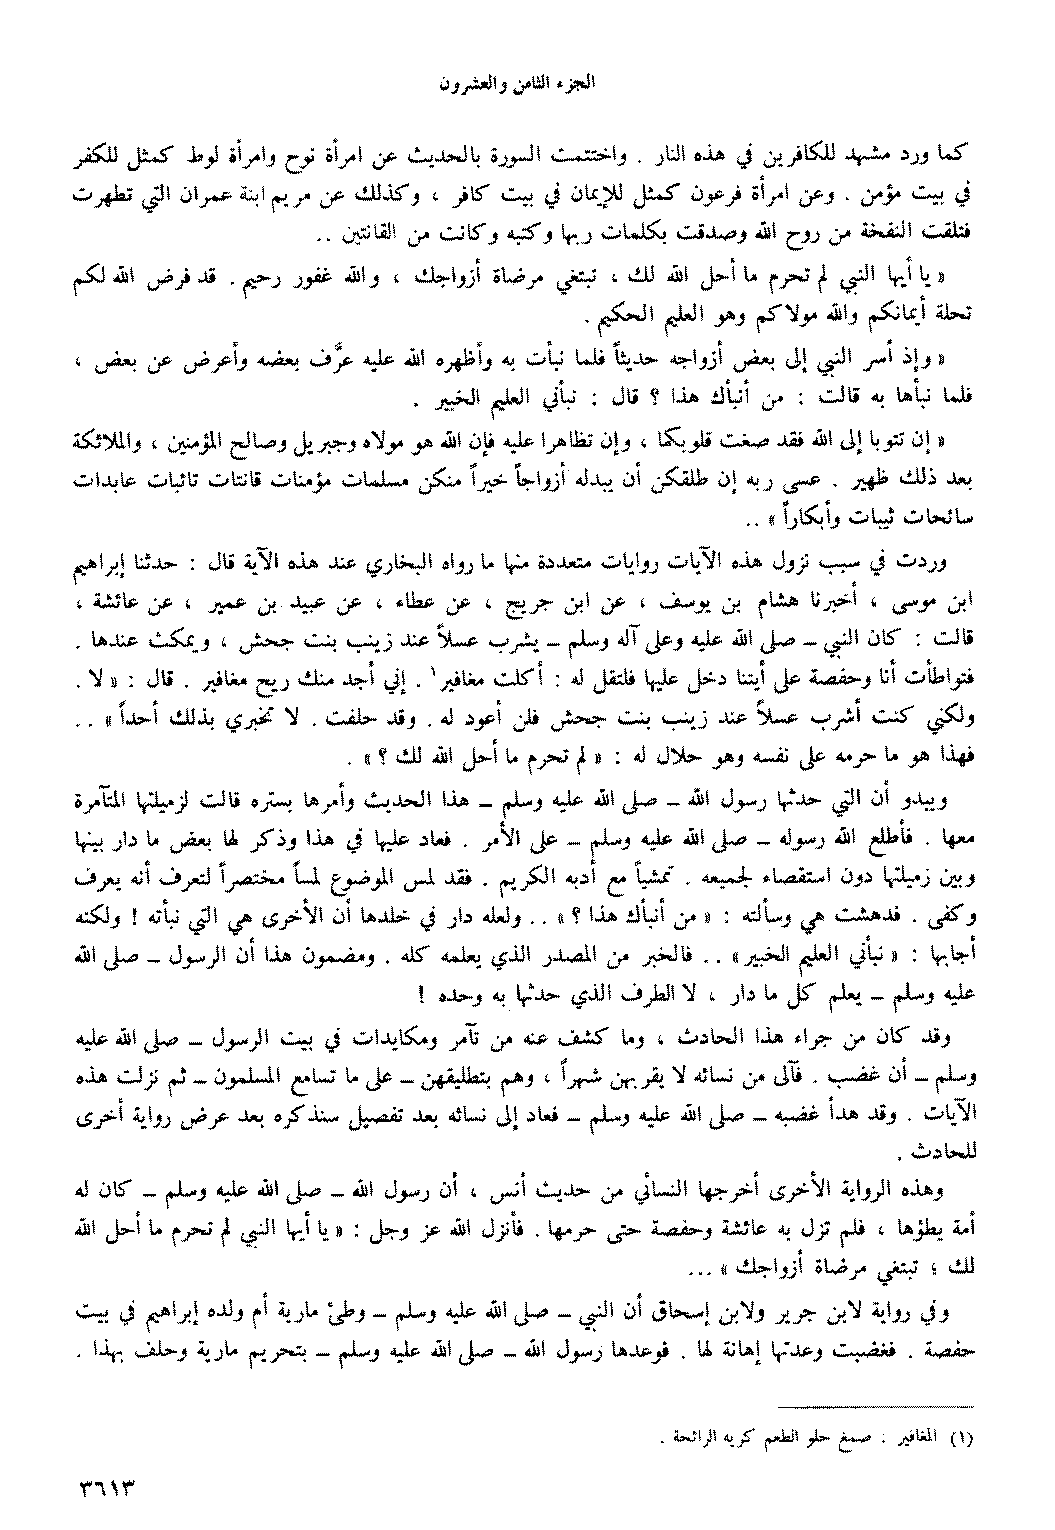 الجزء الثامن والعشرون
كما ورد مشهد للكافرين في هذه النار . واختتمت السورة بالحديث عن امرأة نوح وامرأة لوط كمثل للكفر
في بيت مؤمن . وعن امرأة فرعون كمثل للإيمان في بيت كافر ، وكذلك عن مريم ابنة عمران التي تطهرت
فتلقت النفخة من روح الله وصدقت بكلمات ربها وكتبه وكانت من القانتين ..
« يا أيها النبي لم تحرم ما أحل الله لك ، تبتغي مرضاة أزواجك ، والله غفور رحيم . قد فرض الله لكم
تحلة أيمانكم والله مولاكم وهو العليم الحكيم .
« وإذ أسر النبي إلى بعض أزواجه حديثاً فلما نبأت به وأظهره الله عليه عرَّف بعضه وأعرض عن بعض ،
فلما نبأها به قالت : من أنبأك هذا ؟ قال : نبأني العليم الخبير .
« إن تتوبا إلى الله فقد صغت قلوبكما ، وإن تظاهرا عليه فإن الله هو مولاه وجبريل وصالح المؤمنين ، والملائكة
بعد ذلك ظهير . عسى ربه إن طلقكن أن يبدله أزواجاً خيراً منكن مسلمات مؤمنات قانتات تائبات عابدات
سائحات ثيبات وأبكاراً » ..
وردت في سبب نزول هذه الآيات روايات متعددة منها ما رواه البخاري عند هذه الآية قال : حدثنا إبراهيم
ابن موسى ، أخبرنا هشام بن يوسف ، عن ابن جريج ، عن عطاء ، عن عبيد بن عمير ، عن عائشة ،
قالت : كان النبي – صلى الله عليه وعلى آله وسلم – يشرب عسلاً عند زينب بنت جحش ، ويمكث عندها .
فتواطأت أنا وحفصة على أيتنا دخل عليها فلتقل له : أكلت مغافير١ . إني أجد منك ريح مغافير . قال : « لا .
ولكني كنت أشرب عسلاً عند زينب بنت جحش فلن أعود له . وقد حلفت . لا تخبري بذلك أحداً » ..
فهذا هو ما حرمه على نفسه وهو حلال له : « لم تحرم ما أحل الله لك ؟ » .
ويبدو أن التي حدثها رسول الله – صلى الله عليه وسلم – هذا الحديث وأمرها بستره قالت لزميلتها المتآمرة
معها . فأطلع الله رسوله – صلى الله عليه وسلم – على الأمر . فعاد عليها في هذا وذكر لها بعض ما دار بينها
وبين زميلتها دون استقصاء لجميعه . تمشياً مع أدبه الكريم . فقد لمس الموضوع لمساً مختصراً لتعرف أنه يعرف
وكفى . فدهشت هي وسألته : « من أنبأك هذا ؟ » .. ولعله دار في خلدها أن الأخرى هي التي نبأته ! ولكنه
أجابها : « نبأني العليم الخبير » .. فالخبر من المصدر الذي يعلمه كله . ومضمون هذا أن الرسول – صلى الله
عليه وسلم – يعلم كل ما دار ، لا الطرف الذي حدثها به وحده !
وقد كان من جراء هذا الحادث ، وما كشف عنه من تآمر ومكايدات في بيت الرسول – صلى الله عليه
وسلم – أن غضب . فآلى من نسائه لا يقربهن شهراً ، وهم بتطليقهن – على ما تسامع المسلمون – ثم نزلت هذه
الآيات . وقد هدأ غضبه – صلى الله عليه وسلم – فعاد إلى نسائه بعد تفصيل سنذكره بعد عرض رواية أخرى
للحادث .
وهذه الرواية الأخرى أخرجها النسائي من حديث أنس ، أن رسول الله – صلى الله عليه وسلم – كان له
أمة يطؤها ، فلم تزل به عائشة وحفصة حتى حرمها . فأنزل الله عز وجل : « يا أيها النبي لم تحرم ما أحل الله
لك ؛ تبتغي مرضاة أزواجك » ...
وفي رواية لابن جرير ولابن إسحاق أن النبي – صلى الله عليه وسلم – وطئ مارية أم ولده إبراهيم في بيت
حفصة . فغضبت وعدتها إهانة لها . فوعدها رسول الله – صلى الله عليه وسلم – بتحريم مارية وحلف بهذا .
(١) المغافير : صمغ حلو الطعم كريه الرائحة .
٣٦١٣